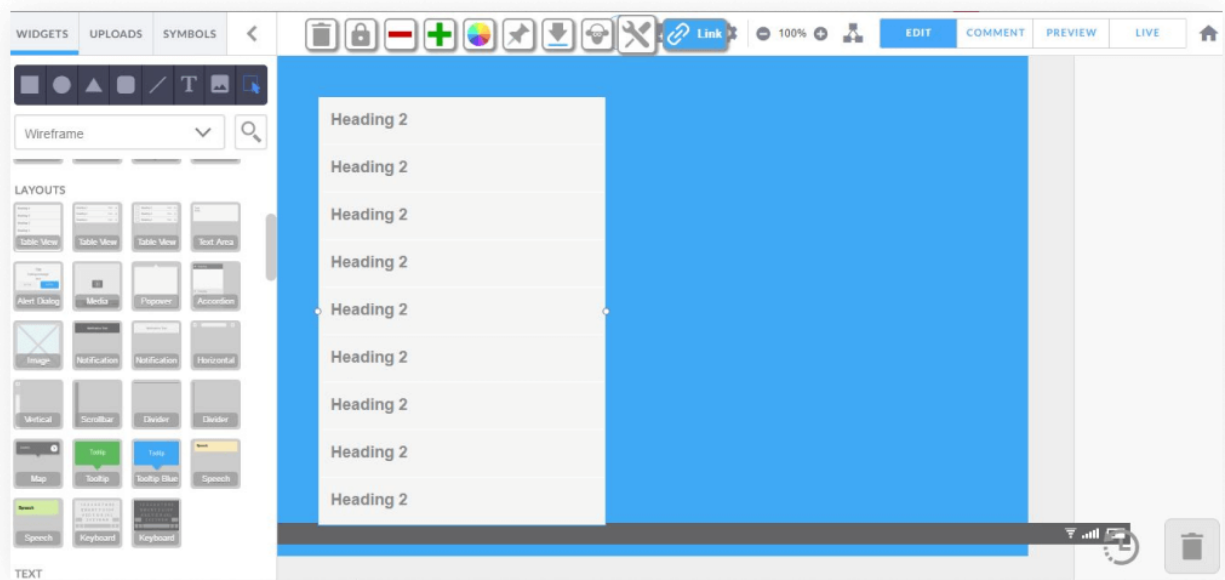 WIDGETS UPLOADS SYMBOLS
Link 100% EDIT COMMENT PREVIEW LIVE
T
Wireframe
LAYOUTS
Table View Table View Table View Text Area
Alert Dialog Media Popover Accordion
Image Notification Notification Horizontal
Vertical Scrollbar Divider Divider
Tooltip Tooltip
Map Tooltip Tooltip Blue Speech
Speech Keyboard Keyboard
TEXT
Heading 2
Heading 2
Heading 2
Heading 2
Heading 2
Heading 2
Heading 2
Heading 2
Heading 2